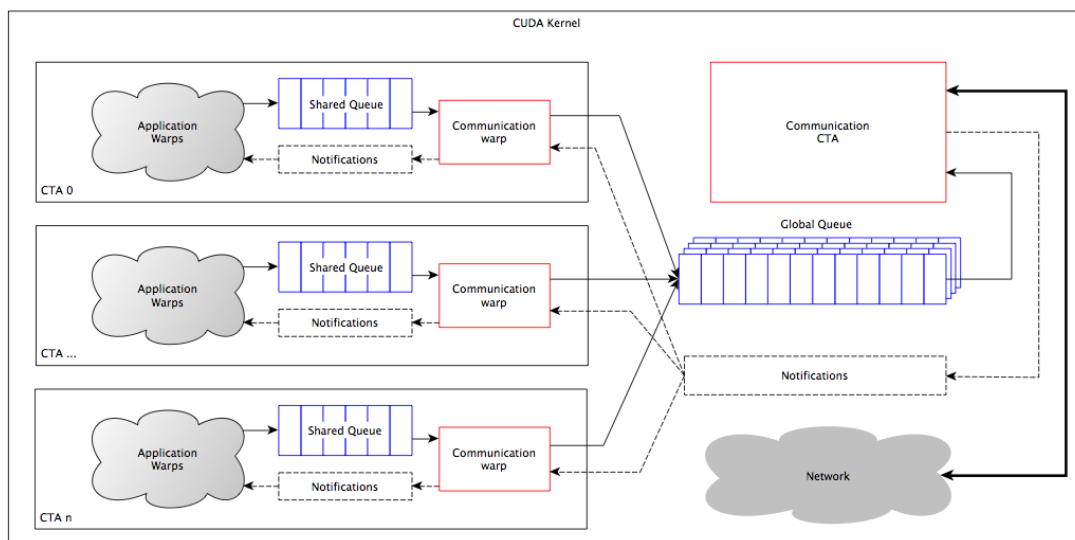 CUDA Kernel
Application
Warps
Shared Queue
Notifications
Communication
warp
CTA 0
Application
Warps
Shared Queue
Notifications
Communication
warp
CTA ...
Application
Warps
Shared Queue
Notifications
Communication
warp
CTA n
Communication
CTA
Global Queue
Notifications
Network